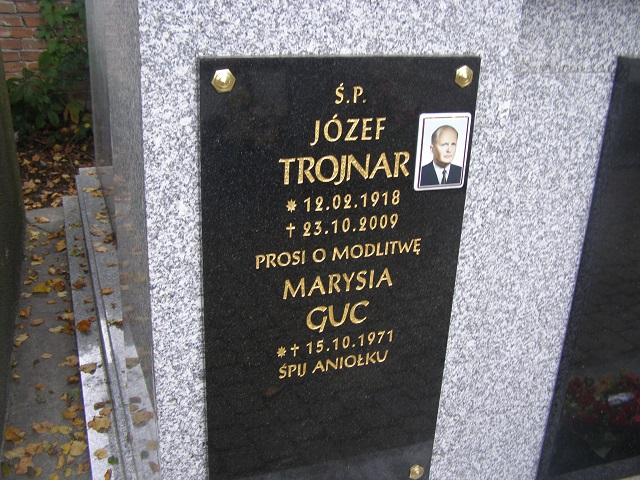 Ś.P.
JÓZEF
TROJNAR
* 12.02.1918
† 23.10.2009
PROSI O MODLITWĘ
MARYSIA
GUC
*† 15.10.1971
ŚPIJ ANIOŁKU